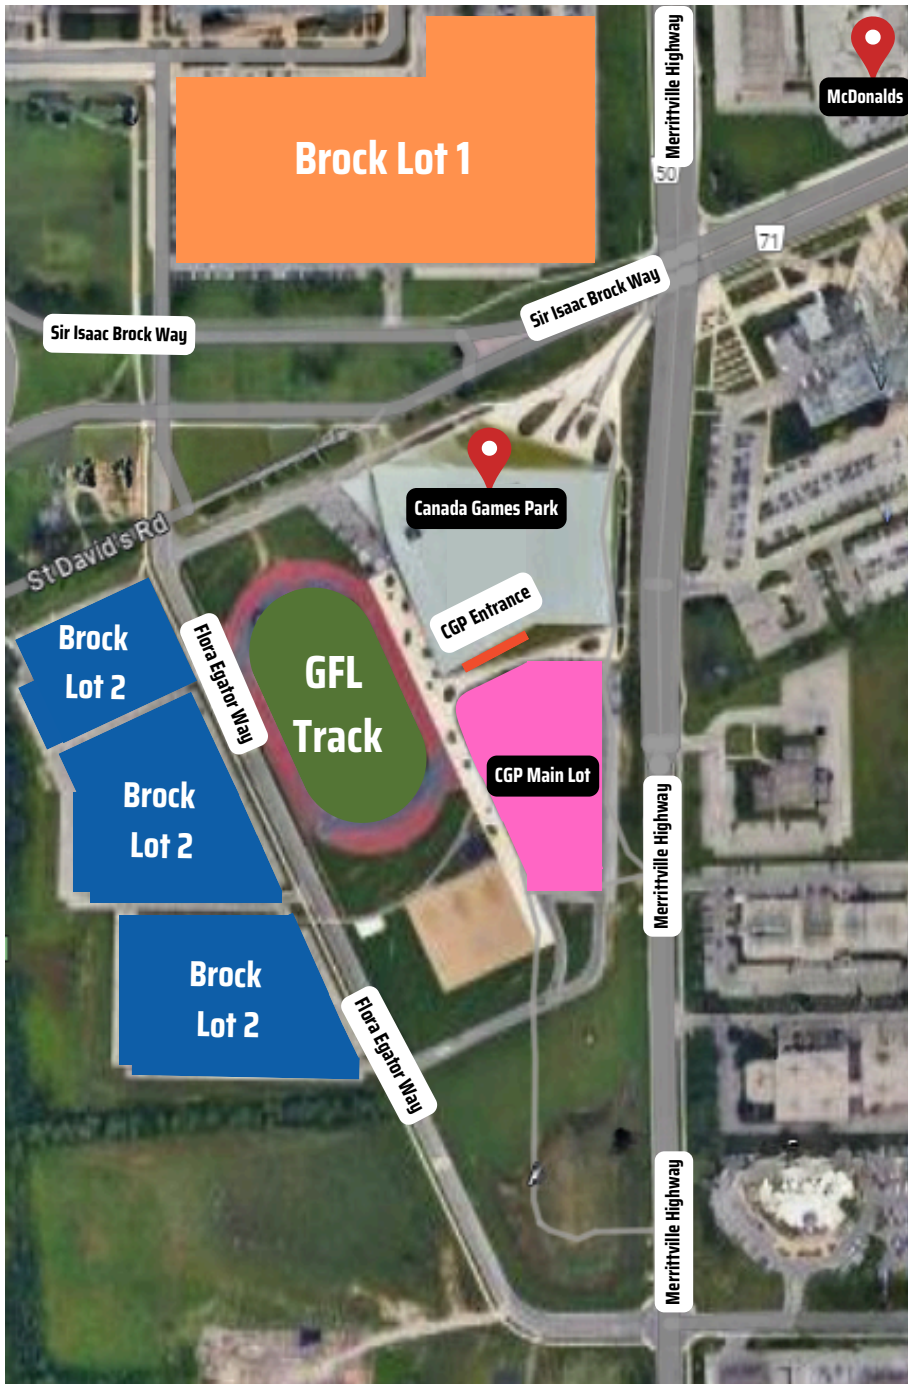 Merrittville Highway
McDonalds
Brock Lot 1
50
71
Sir Isaac Brock Way
Sir Isaac Brock Way
Canada Games Park
St David's Rd
CGP Entrance
Brock
Lot 2
Flora Egator Way
GFL
Track
CGP Main Lot
Brock
Lot 2
Merrittville Highway
Brock
Lot 2
Flora Egator Way
Merrittville Highway